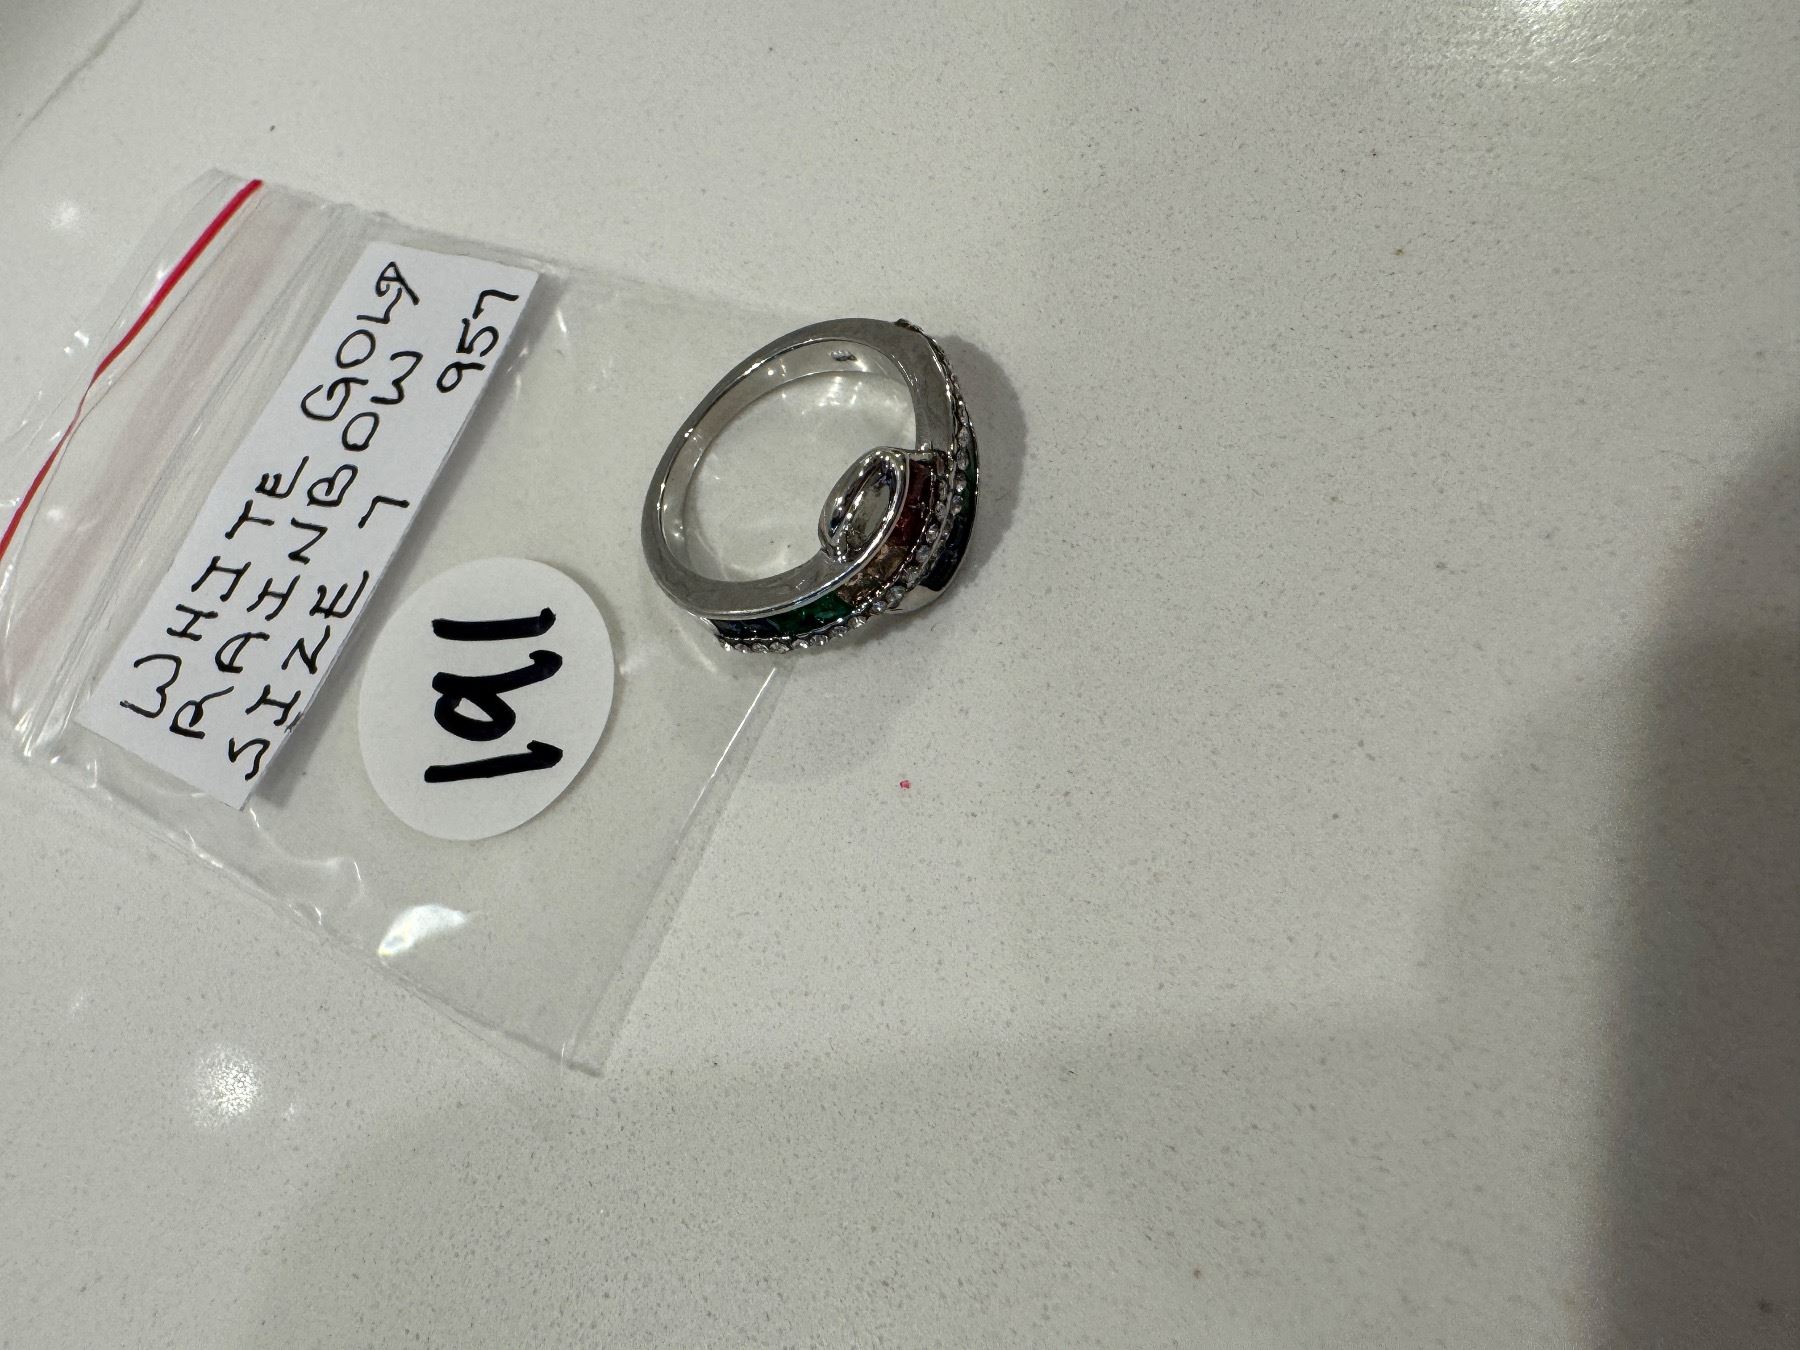 WHITE GOLD
RAINBOW
SIZE 7 957
191